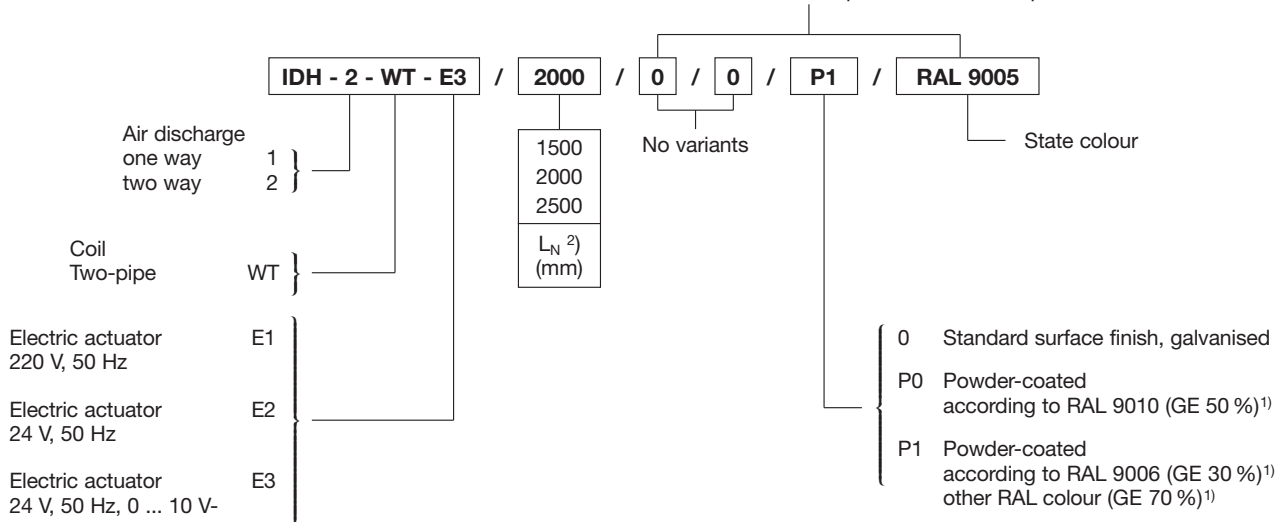 IDH - 2 - WT - E3 / 2000 / 0 / 0 / P1 / RAL 9005
Air discharge
one way 1
two way 2
1500
2000
2500
L_N 2)
(mm)
No variants
State colour
Coil
Two-pipe WT
Electric actuator E1
220 V, 50 Hz
Electric actuator E2
24 V, 50 Hz
Electric actuator E3
24 V, 50 Hz, 0 ... 10 V-
0 Standard surface finish, galvanised
P0 Powder-coated
according to RAL 9010 (GE 50 %)1)
P1 Powder-coated
according to RAL 9006 (GE 30 %)1)
other RAL colour (GE 70 %)1)